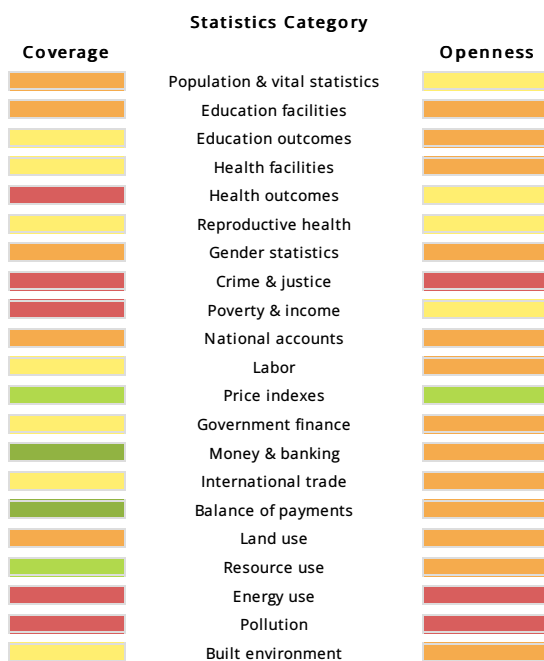 Statistics Category
Coverage
Openness
Population & vital statistics
Education facilities
Education outcomes
Health facilities
Health outcomes
Reproductive health
Gender statistics
Crime & justice
Poverty & income
National accounts
Labor
Price indexes
Government finance
Money & banking
International trade
Balance of payments
Land use
Resource use
Energy use
Pollution
Built environment